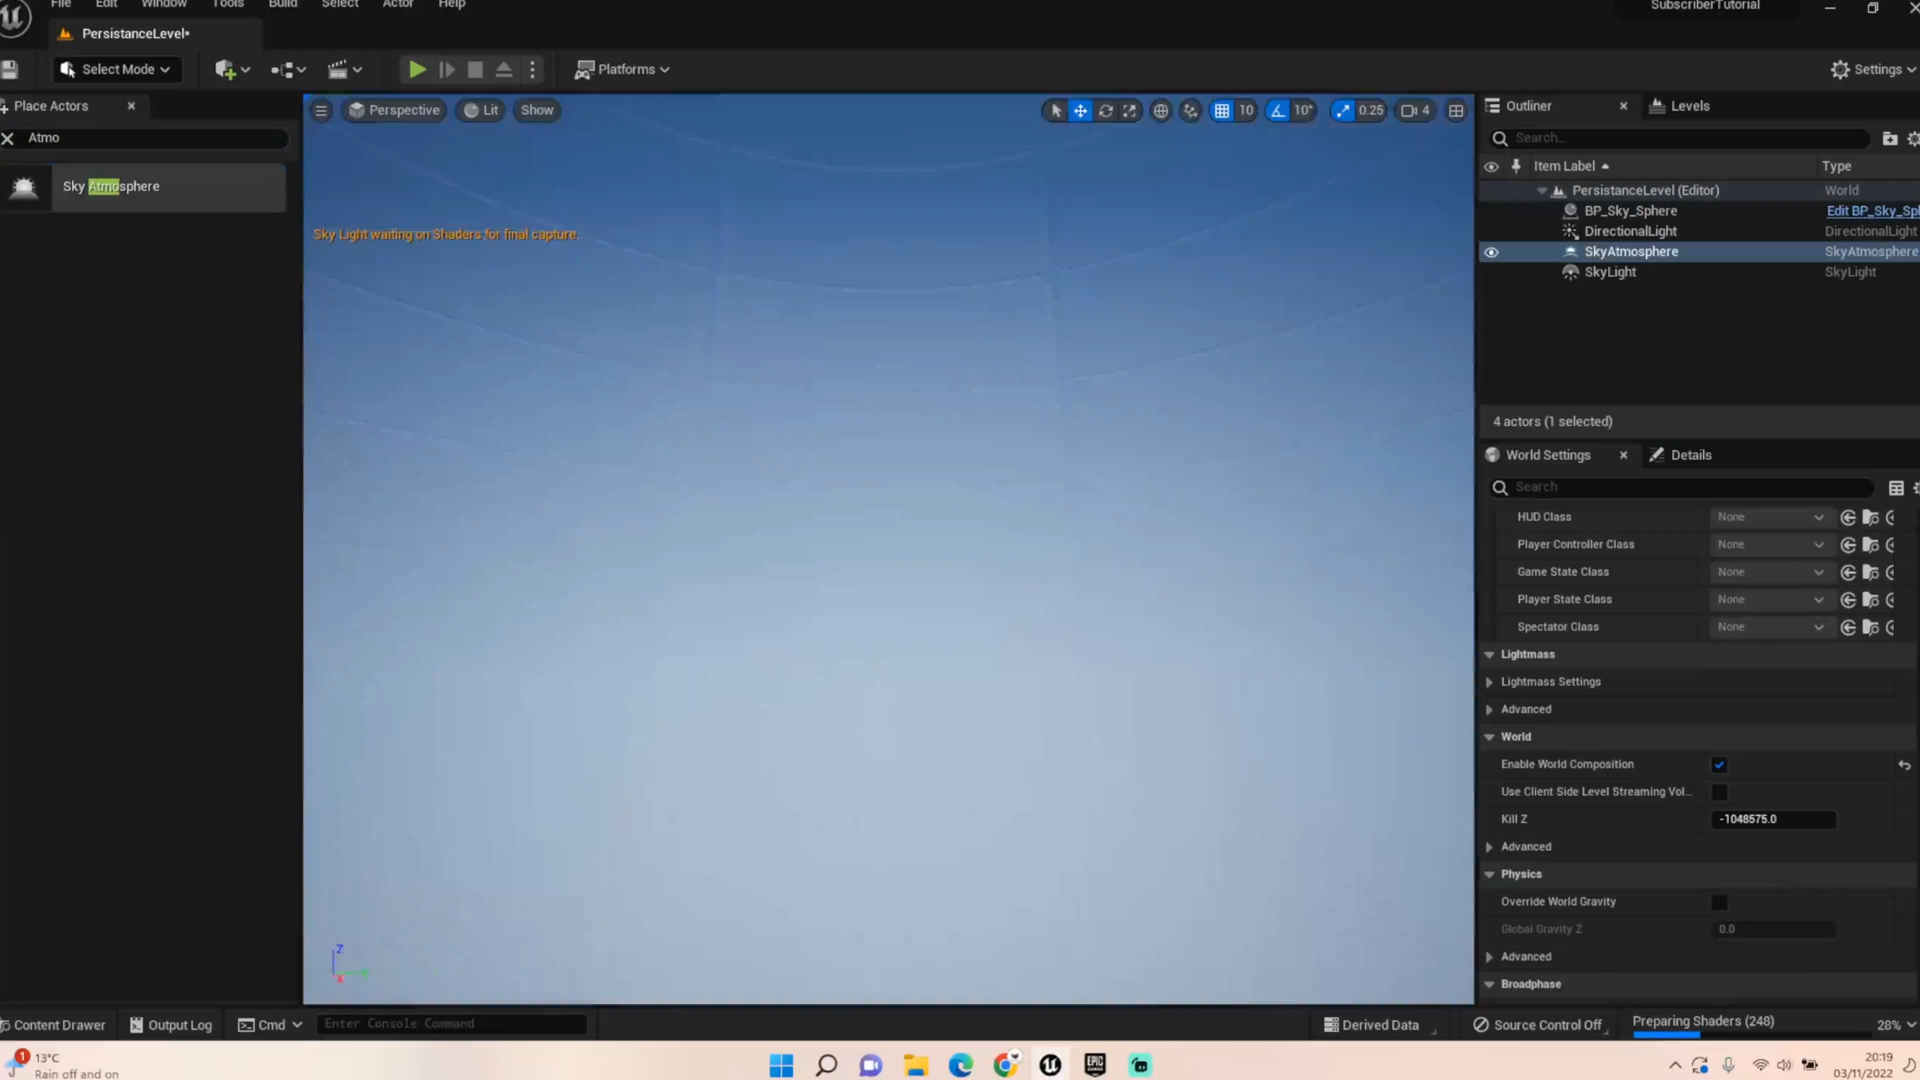 File Edit Window Tools Build Select Actor Help
SubscriberTutorial
PersistanceLevel*
Select Mode
Platforms
Settings
Place Actors
Perspective Lit Show
10 10° 0.25 4
Outliner Levels
Atmo
Search...
Item Label Type
Sky Atmosphere
PersistanceLevel (Editor) World
BP_Sky_Sphere Edit BP_Sky_Spl
Sky Light waiting on Shaders for final capture.
DirectionalLight DirectionalLight
SkyAtmosphere SkyAtmosphere
SkyLight SkyLight
4 actors (1 selected)
World Settings Details
Search
HUD Class None
Player Controller Class None
Game State Class None
Player State Class None
Spectator Class None
Lightmass
Lightmass Settings
Advanced
World
Enable World Composition
Use Client Side Level Streaming Vol...
Kill Z -1048575.0
Advanced
Physics
Override World Gravity
Global Gravity Z 0.0
Advanced
Broadphase
Z
X
Content Drawer Output Log Cmd Enter Console Command
Derived Data Source Control Off Preparing Shaders (248) 28%
1 13°C
Rain off and on
EPIC GAMES
20:19
03/11/2022